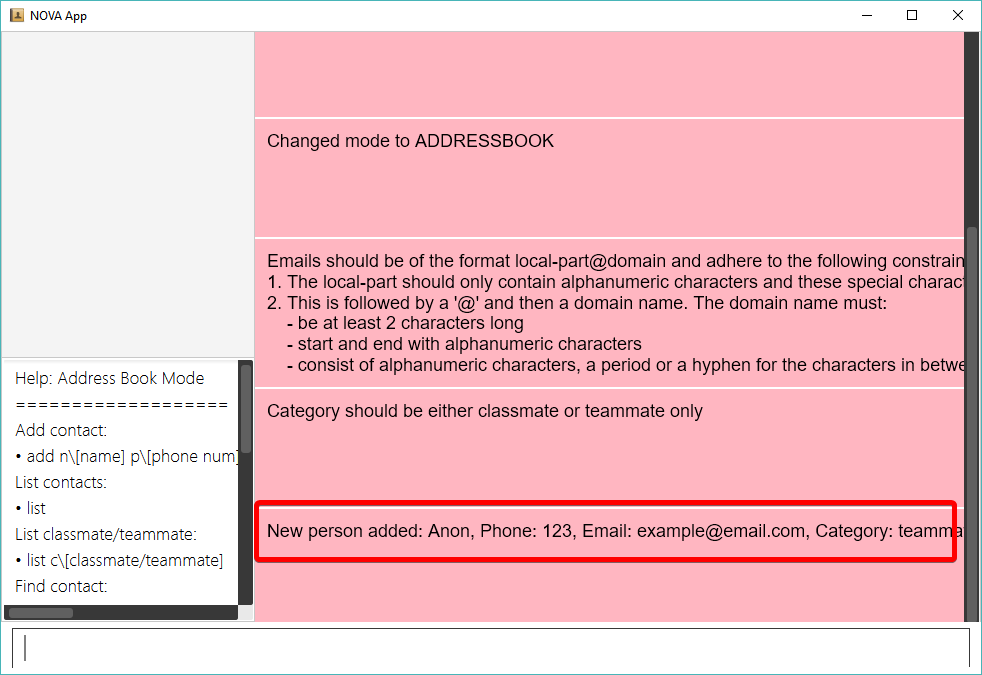 NOVA App
Changed mode to ADDRESSBOOK
Emails should be of the format local-part@domain and adhere to the following constrain
1. The local-part should only contain alphanumeric characters and these special charac
2. This is followed by a '@' and then a domain name. The domain name must:
- be at least 2 characters long
- start and end with alphanumeric characters
- consist of alphanumeric characters, a period or a hyphen for the characters in betwe
Category should be either classmate or teammate only
New person added: Anon, Phone: 123, Email: example@email.com, Category: teamma
Help: Address Book Mode
===================
Add contact:
• add n\[name] p\[phone num]
List contacts:
• list
List classmate/teammate:
• list c\[classmate/teammate]
Find contact: